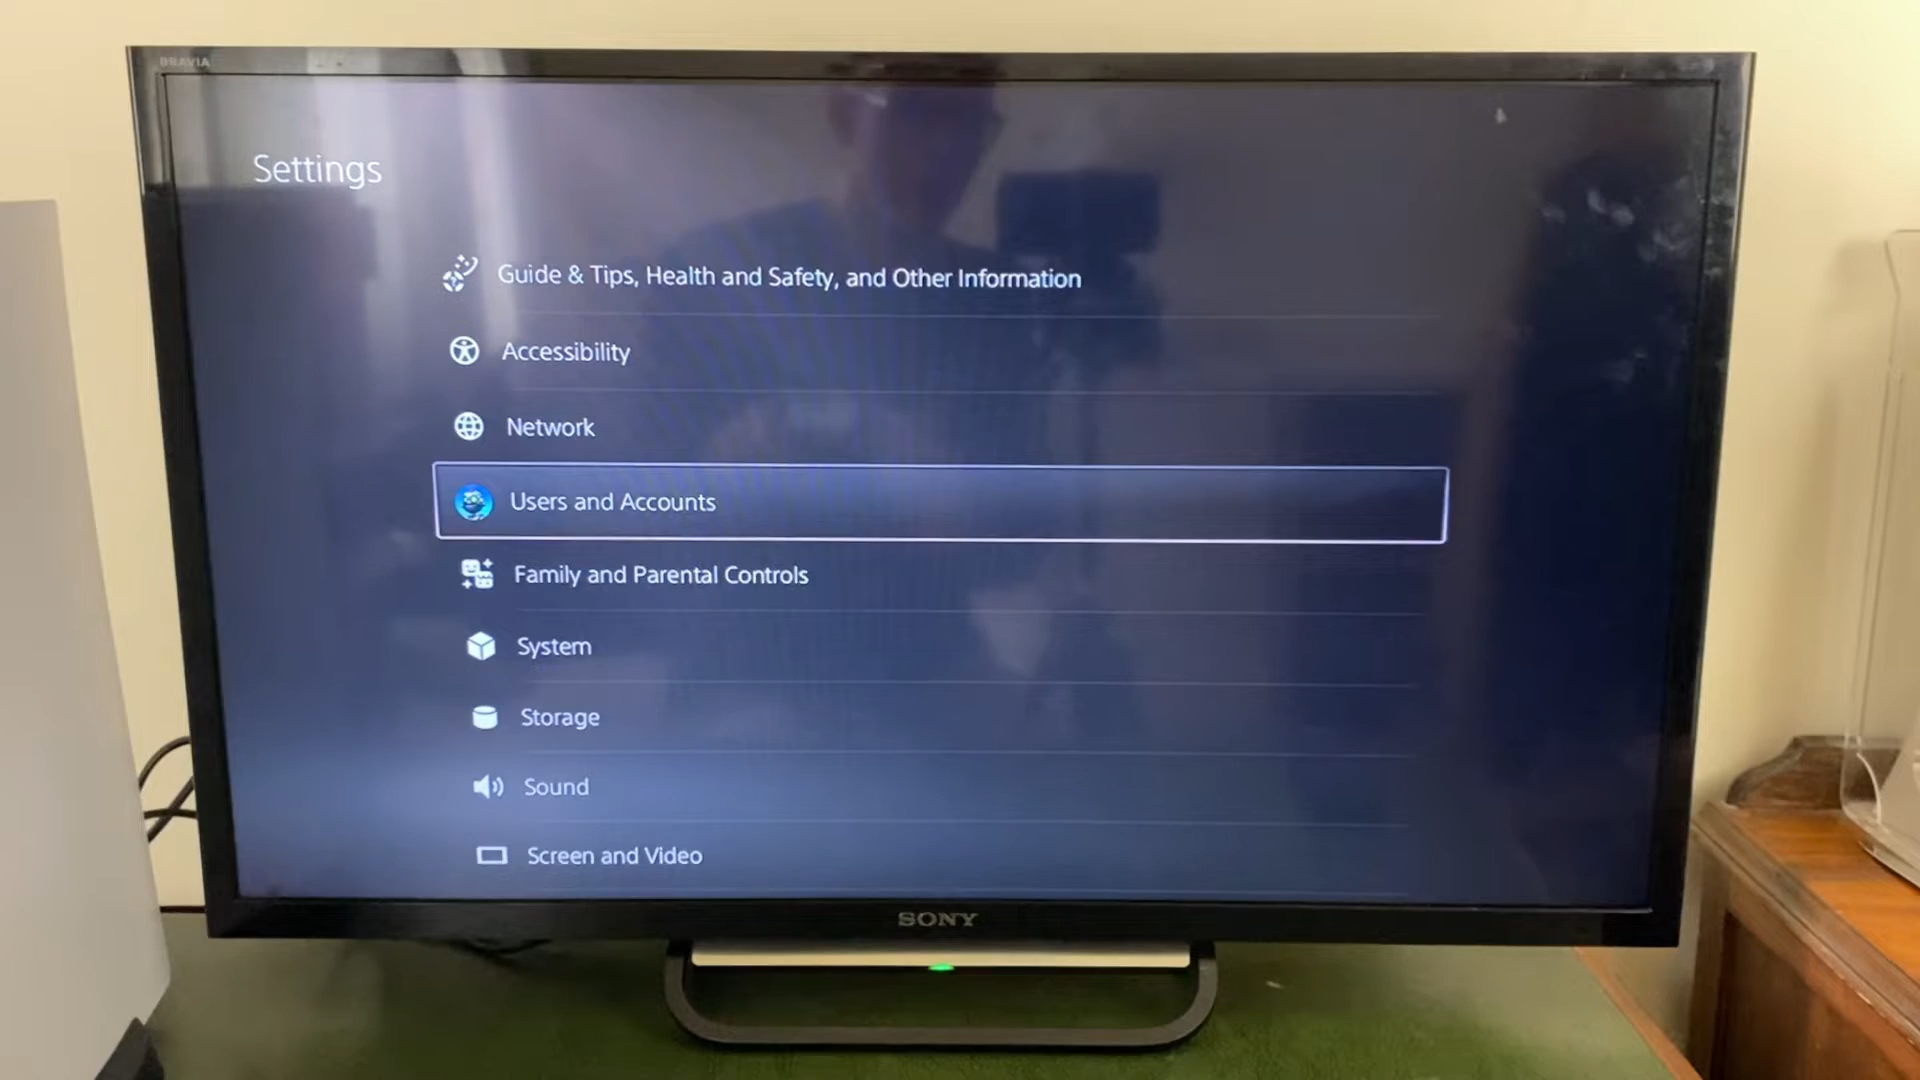 BRAVIA
Settings
Guide & Tips, Health and Safety, and Other Information
Accessibility
Network
Users and Accounts
Family and Parental Controls
System
Storage
Sound
Screen and Video
SONY